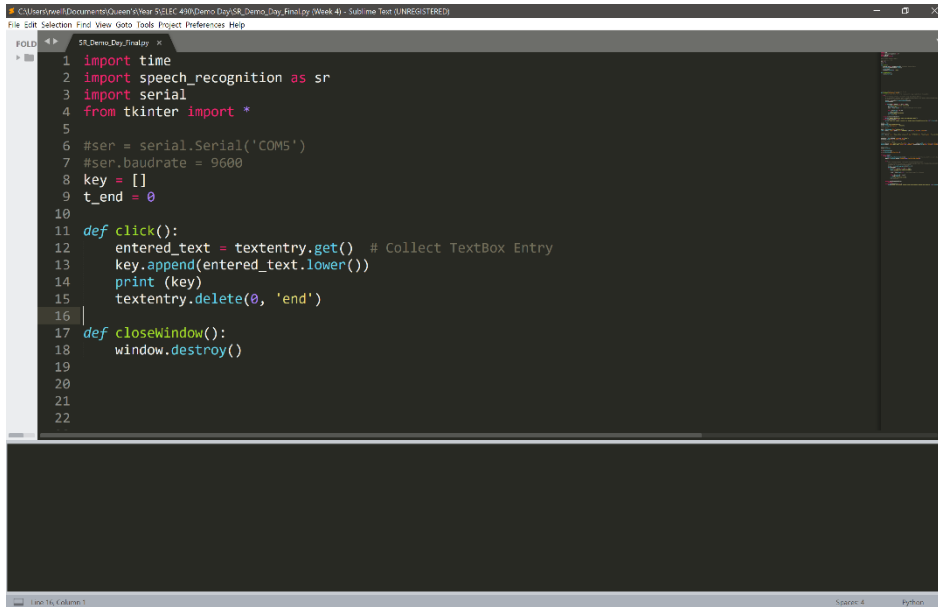 C:\Users\rwell\Documents\Queen's\Year 5\ELEC 490\Demo Day\SR_Demo_Day_Final.py (Week 4) - Sublime Text (UNREGISTERED)
File Edit Selection Find View Goto Tools Project Preferences Help
FOLD
SR_Demo_Day_Final.py ×
1 import time
2 import speech_recognition as sr
3 import serial
4 from tkinter import *
5
6 #ser = serial.Serial('COM5')
7 #ser.baudrate = 9600
8 key = []
9 t_end = 0
10
11 def click():
12     entered_text = textentry.get()  # Collect TextBox Entry
13     key.append(entered_text.lower())
14     print (key)
15     textentry.delete(0, 'end')
16
17 def closeWindow():
18     window.destroy()
19
20
21
22
Line 16, Column 1
Spaces: 4
Python